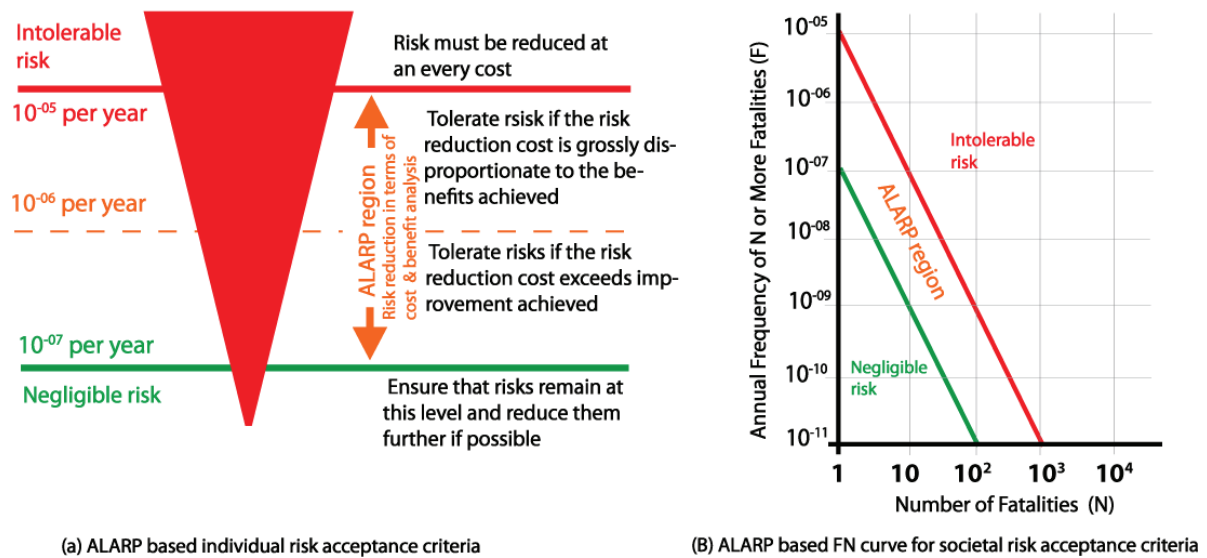 Intolerable
risk
Risk must be reduced at
an every cost
10⁻⁰⁵ per year
Tolerate rsisk if the risk
reduction cost is grossly dis-
proportionate to the be-
nefits achieved
10⁻⁰⁶ per year
ALARP region
Risk reduction in terms of
cost & benefit analysis
Tolerate risks if the risk
reduction cost exceeds imp-
rovement achieved
10⁻⁰⁷ per year
Negligible risk
Ensure that risks remain at
this level and reduce them
further if possible
(a) ALARP based individual risk acceptance criteria
Annual Frequency of N or More Fatalities (F)
10⁻⁰⁵
10⁻⁰⁶
10⁻⁰⁷
10⁻⁰⁸
10⁻⁰⁹
10⁻¹⁰
10⁻¹¹
Intolerable
risk
ALARP region
Negligible
risk
1 10 10² 10³ 10⁴
Number of Fatalities (N)
(B) ALARP based FN curve for societal risk acceptance criteria